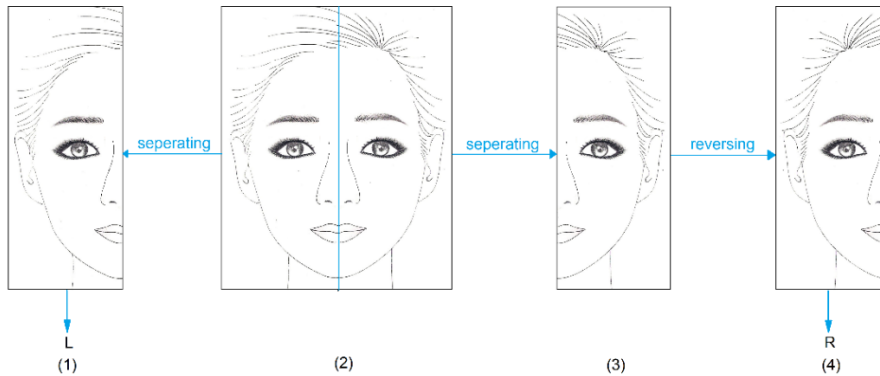 seperating
seperating
reversing
L
R
(1)
(2)
(3)
(4)